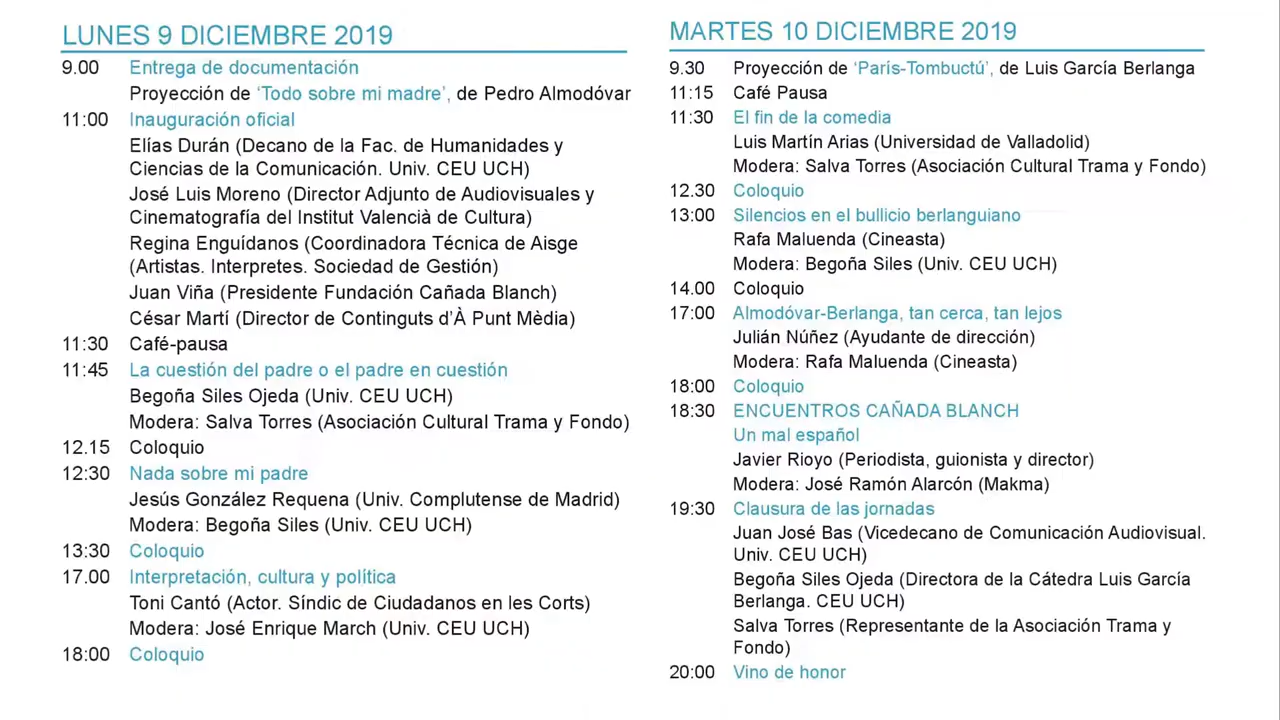 LUNES 9 DICIEMBRE 2019
9.00 Entrega de documentación
Proyección de ‘Todo sobre mi madre’, de Pedro Almodóvar
11:00 Inauguración oficial
Elías Durán (Decano de la Fac. de Humanidades y
Ciencias de la Comunicación. Univ. CEU UCH)
José Luis Moreno (Director Adjunto de Audiovisuales y
Cinematografía del Institut Valencià de Cultura)
Regina Enguídanos (Coordinadora Técnica de Aisge
(Artistas. Interpretes. Sociedad de Gestión)
Juan Viña (Presidente Fundación Cañada Blanch)
César Martí (Director de Continguts d’À Punt Mèdia)
11:30 Café-pausa
11:45 La cuestión del padre o el padre en cuestión
Begoña Siles Ojeda (Univ. CEU UCH)
Modera: Salva Torres (Asociación Cultural Trama y Fondo)
12.15 Coloquio
12:30 Nada sobre mi padre
Jesús González Requena (Univ. Complutense de Madrid)
Modera: Begoña Siles (Univ. CEU UCH)
13:30 Coloquio
17.00 Interpretación, cultura y política
Toni Cantó (Actor. Síndic de Ciudadanos en les Corts)
Modera: José Enrique March (Univ. CEU UCH)
18:00 Coloquio
MARTES 10 DICIEMBRE 2019
9.30 Proyección de ‘París-Tombuctú’, de Luis García Berlanga
11:15 Café Pausa
11:30 El fin de la comedia
Luis Martín Arias (Universidad de Valladolid)
Modera: Salva Torres (Asociación Cultural Trama y Fondo)
12.30 Coloquio
13:00 Silencios en el bullicio berlanguiano
Rafa Maluenda (Cineasta)
Modera: Begoña Siles (Univ. CEU UCH)
14.00 Coloquio
17:00 Almodóvar-Berlanga, tan cerca, tan lejos
Julián Núñez (Ayudante de dirección)
Modera: Rafa Maluenda (Cineasta)
18:00 Coloquio
18:30 ENCUENTROS CAÑADA BLANCH
Un mal español
Javier Rioyo (Periodista, guionista y director)
Modera: José Ramón Alarcón (Makma)
19:30 Clausura de las jornadas
Juan José Bas (Vicedecano de Comunicación Audiovisual.
Univ. CEU UCH)
Begoña Siles Ojeda (Directora de la Cátedra Luis García
Berlanga. CEU UCH)
Salva Torres (Representante de la Asociación Trama y
Fondo)
20:00 Vino de honor